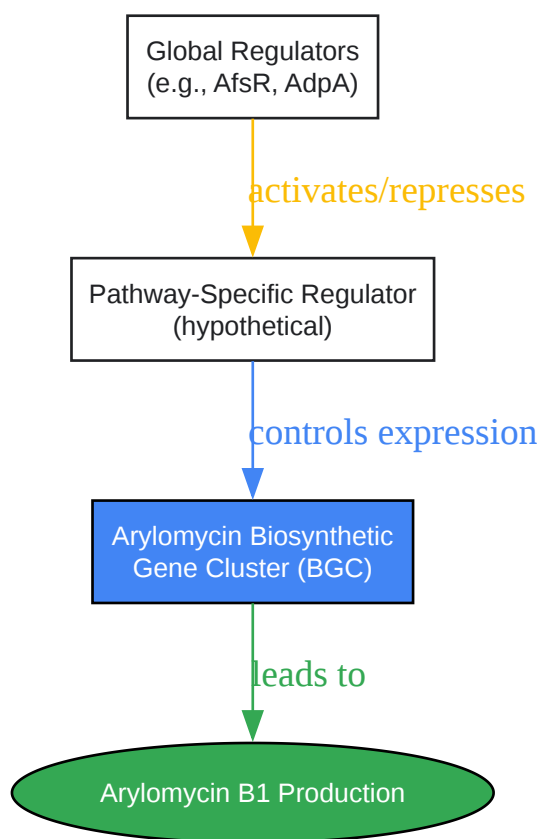 Global Regulators
(e.g., AfsR, AdpA)
activates/represses
Pathway-Specific Regulator
(hypothetical)
controls expression
Arylomycin Biosynthetic
Gene Cluster (BGC)
leads to
Arylomycin B1 Production